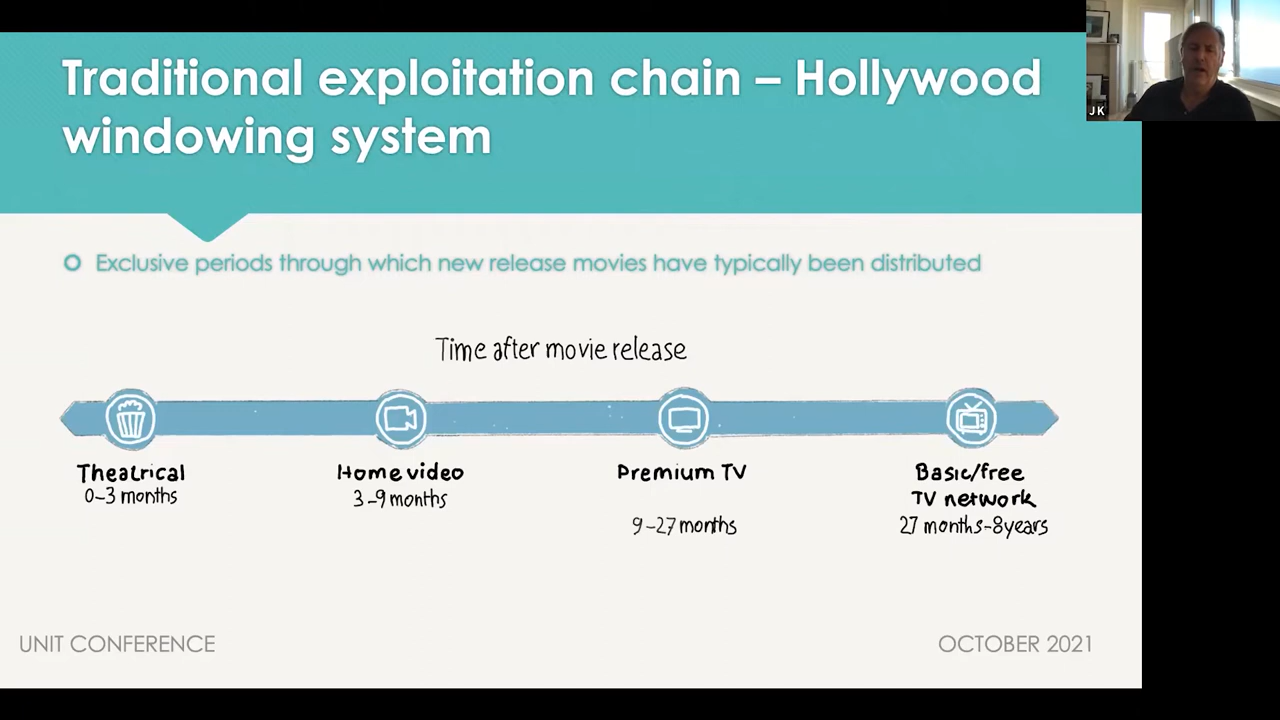 Traditional exploitation chain – Hollywood
windowing system
JK
Exclusive periods through which new release movies have typically been distributed
Time after movie release
Theatrical
0-3 months
Home video
3-9 months
Premium TV
9-27 months
Basic/free
TV network
27 months-8 years
UNIT CONFERENCE
OCTOBER 2021